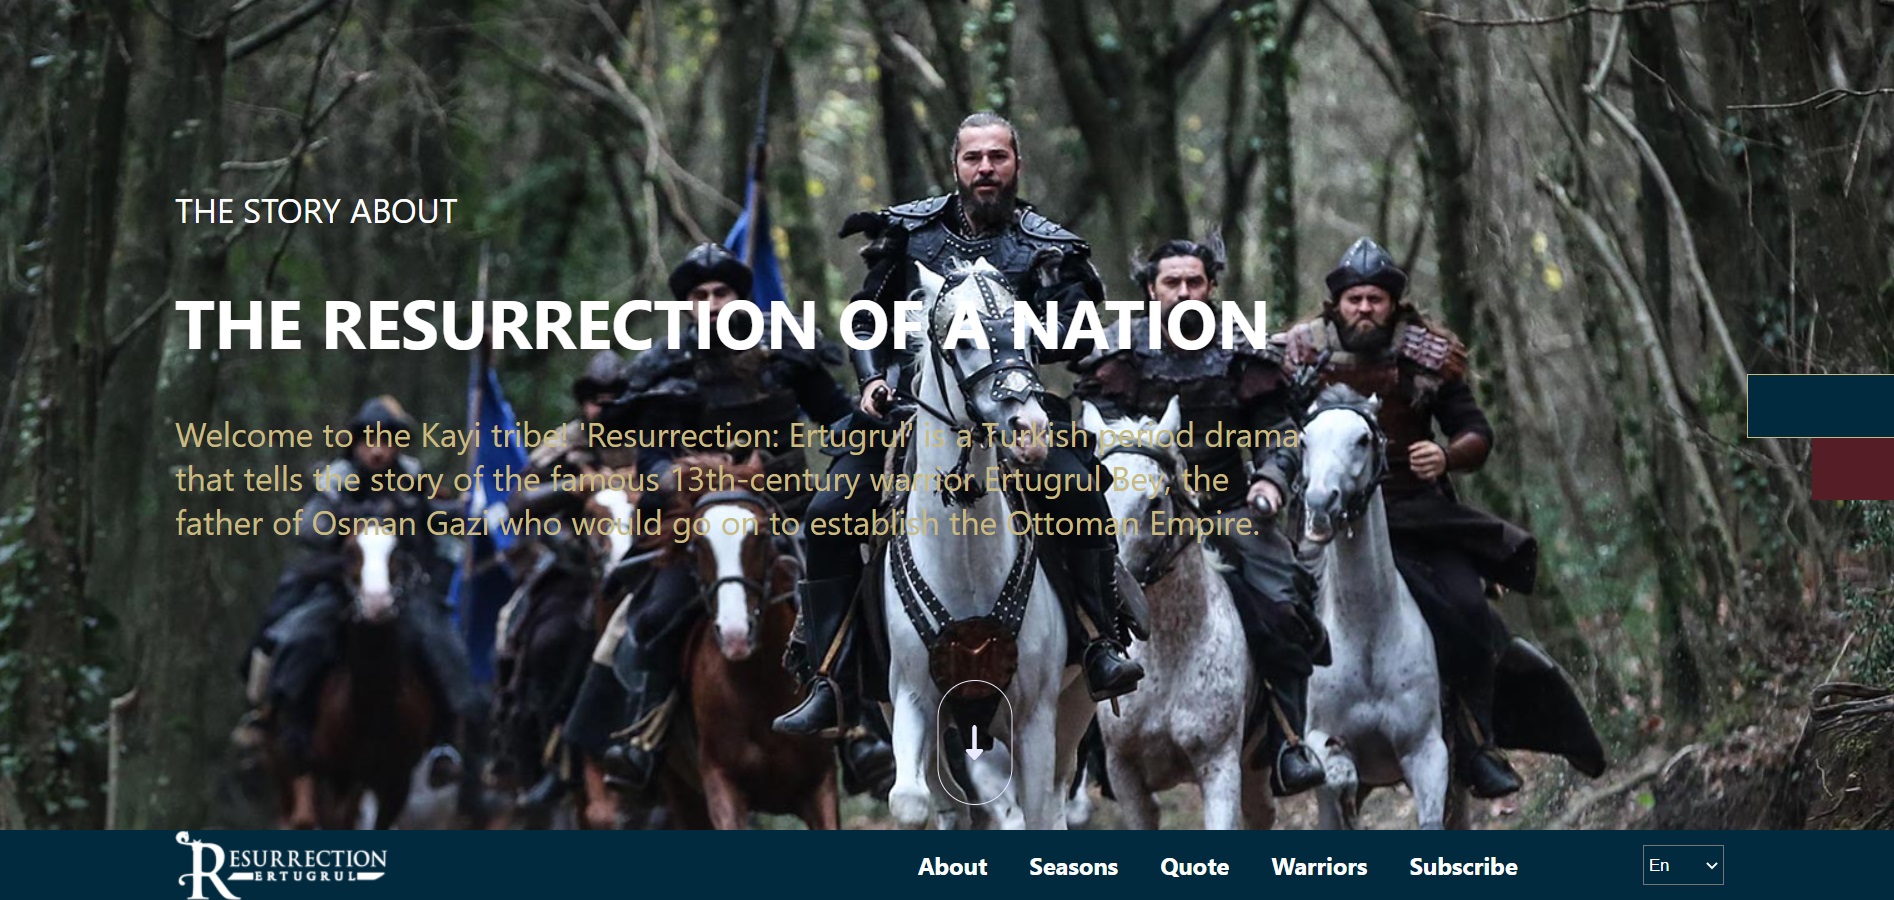 THE STORY ABOUT
THE RESURRECTION OF A NATION
Welcome to the Kayi tribe! 'Resurrection: Ertugrul' is a Turkish period drama
that tells the story of the famous 13th-century warrior Ertugrul Bey, the
father of Osman Gazi who would go on to establish the Ottoman Empire.
RESURRECTION
ERTUGRUL
About Seasons Quote Warriors Subscribe En